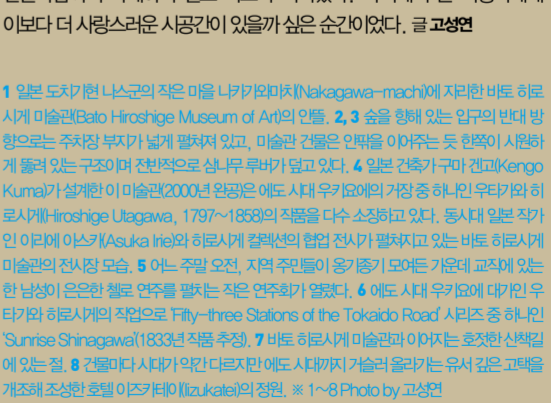 이보다 더 사랑스러운 시공간이 있을까 싶은 순간이었다. 글 고성연
1 일본 도치기현 나스군의 작은 마을 나카가와마치(Nakagawa-machi)에 자리한 바토 히로
시게 미술관(Bato Hiroshige Museum of Art)의 안뜰. 2, 3 숲을 향해 있는 입구의 반대 방
향으로는 주차장 부지가 넓게 펼쳐져 있고, 미술관 건물은 안팎을 이어주는 듯 한쪽이 시원하
게 뚫려 있는 구조이며 전반적으로 삼나무 루버가 덮고 있다. 4 일본 건축가 구마 겐고(Kengo
Kuma)가 설계한 이 미술관(2000년 완공)은 에도 시대 우키요에의 거장 중 하나인 우타가와 히
로시게(Hiroshige Utagawa, 1797~1858)의 작품을 다수 소장하고 있다. 동시대 일본 작가
인 이리에 아스카(Asuka Irie)와 히로시게 컬렉션의 협업 전시가 펼쳐지고 있는 바토 히로시게
미술관의 전시장 모습. 5 어느 주말 오전, 지역 주민들이 옹기종기 모여든 가운데 교직에 있는
한 남성이 은은한 첼로 연주를 펼치는 작은 연주회가 열렸다. 6 에도 시대 우키요에 대가인 우
타가와 히로시게의 작업으로 'Fifty-three Stations of the Tokaido Road' 시리즈 중 하나인
'Sunrise Shinagawa'(1833년 작품 추정). 7 바토 히로시게 미술관과 이어지는 호젓한 산책길
에 있는 절. 8 건물마다 시대가 약간 다르지만 에도 시대까지 거슬러 올라가는 유서 깊은 고택을
개조해 조성한 호텔 이즈카테이(Iizukatei)의 정원. ※ 1~8 Photo by 고성연